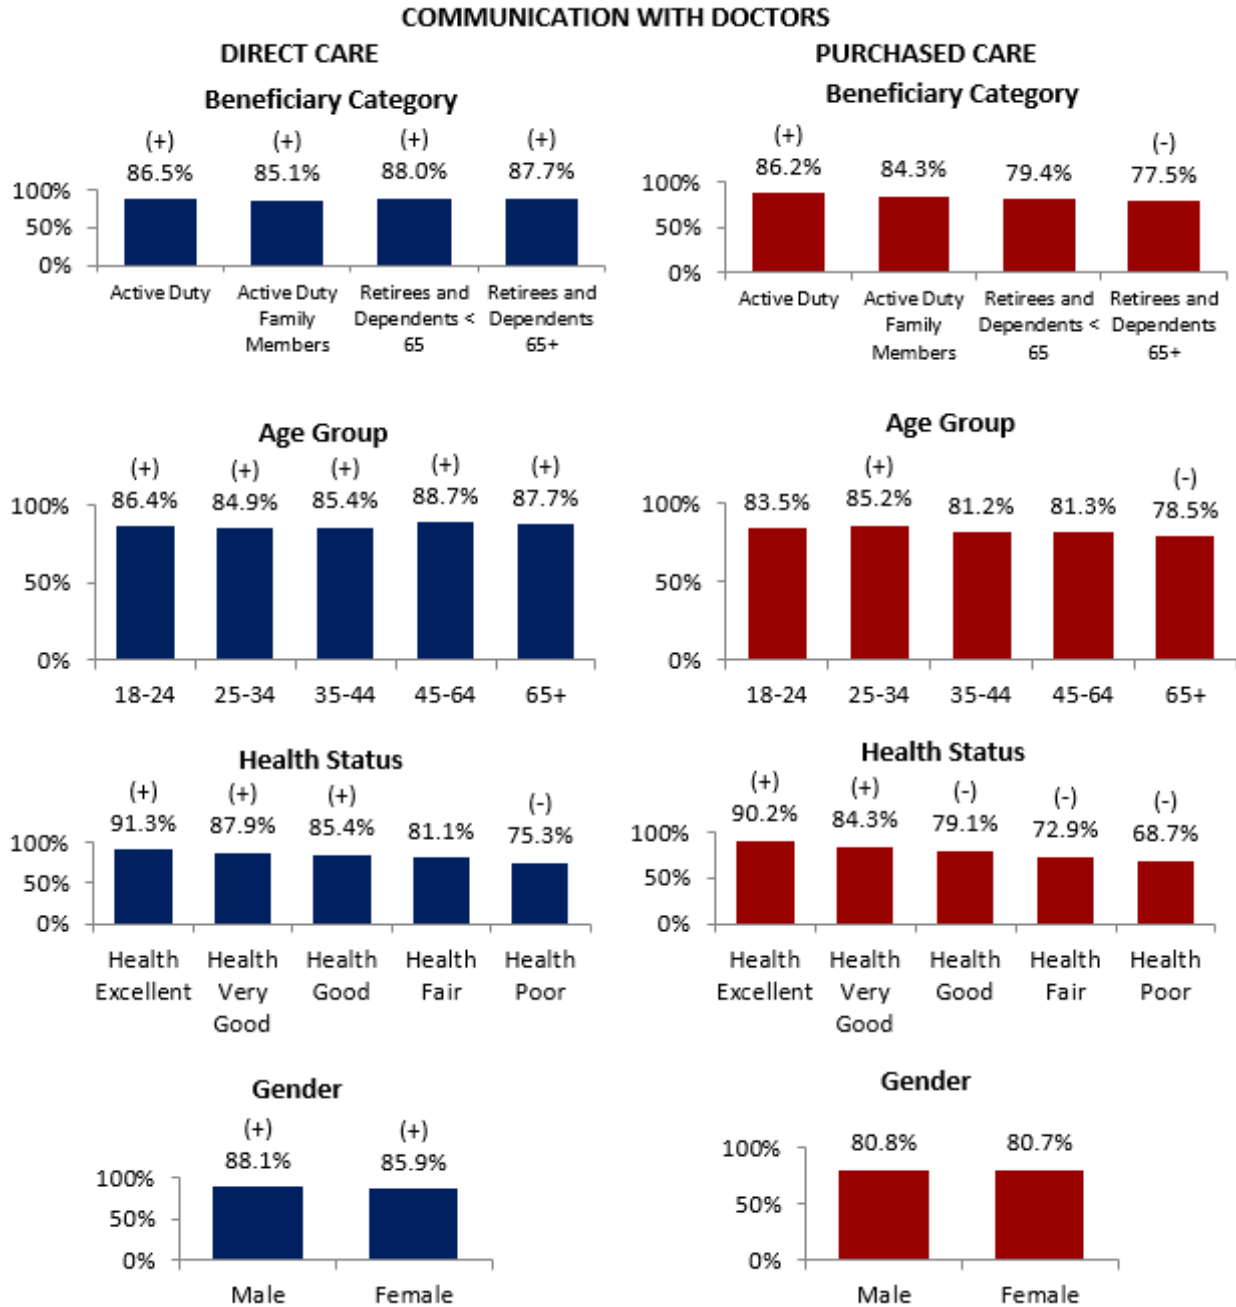 COMMUNICATION WITH DOCTORS
DIRECT CARE
Beneficiary Category
(+) (+) (+) (+)
86.5% 85.1% 88.0% 87.7%
100%
50%
0%
Active Duty Active Duty Retirees and Retirees and
Family Dependents < Dependents
Members 65 65+
Age Group
(+) (+) (+) (+) (+)
86.4% 84.9% 85.4% 88.7% 87.7%
100%
50%
0%
18-24 25-34 35-44 45-64 65+
Health Status
(+) (+) (+) (-)
91.3% 87.9% 85.4% 81.1% 75.3%
100%
50%
0%
Health Health Health Health Health
Excellent Very Good Fair Poor
Good
Gender
(+) (+)
88.1% 85.9%
100%
50%
0%
Male Female
PURCHASED CARE
Beneficiary Category
(+) (-)
86.2% 84.3% 79.4% 77.5%
100%
50%
0%
Active Duty Active Duty Retirees and Retirees and
Family Dependents < Dependents
Members 65 65+
Age Group
(+) (-)
83.5% 85.2% 81.2% 81.3% 78.5%
100%
50%
0%
18-24 25-34 35-44 45-64 65+
Health Status
(+) (+) (-) (-) (-)
90.2% 84.3% 79.1% 72.9% 68.7%
100%
50%
0%
Health Health Health Health Health
Excellent Very Good Fair Poor
Good
Gender
80.8% 80.7%
100%
50%
0%
Male Female